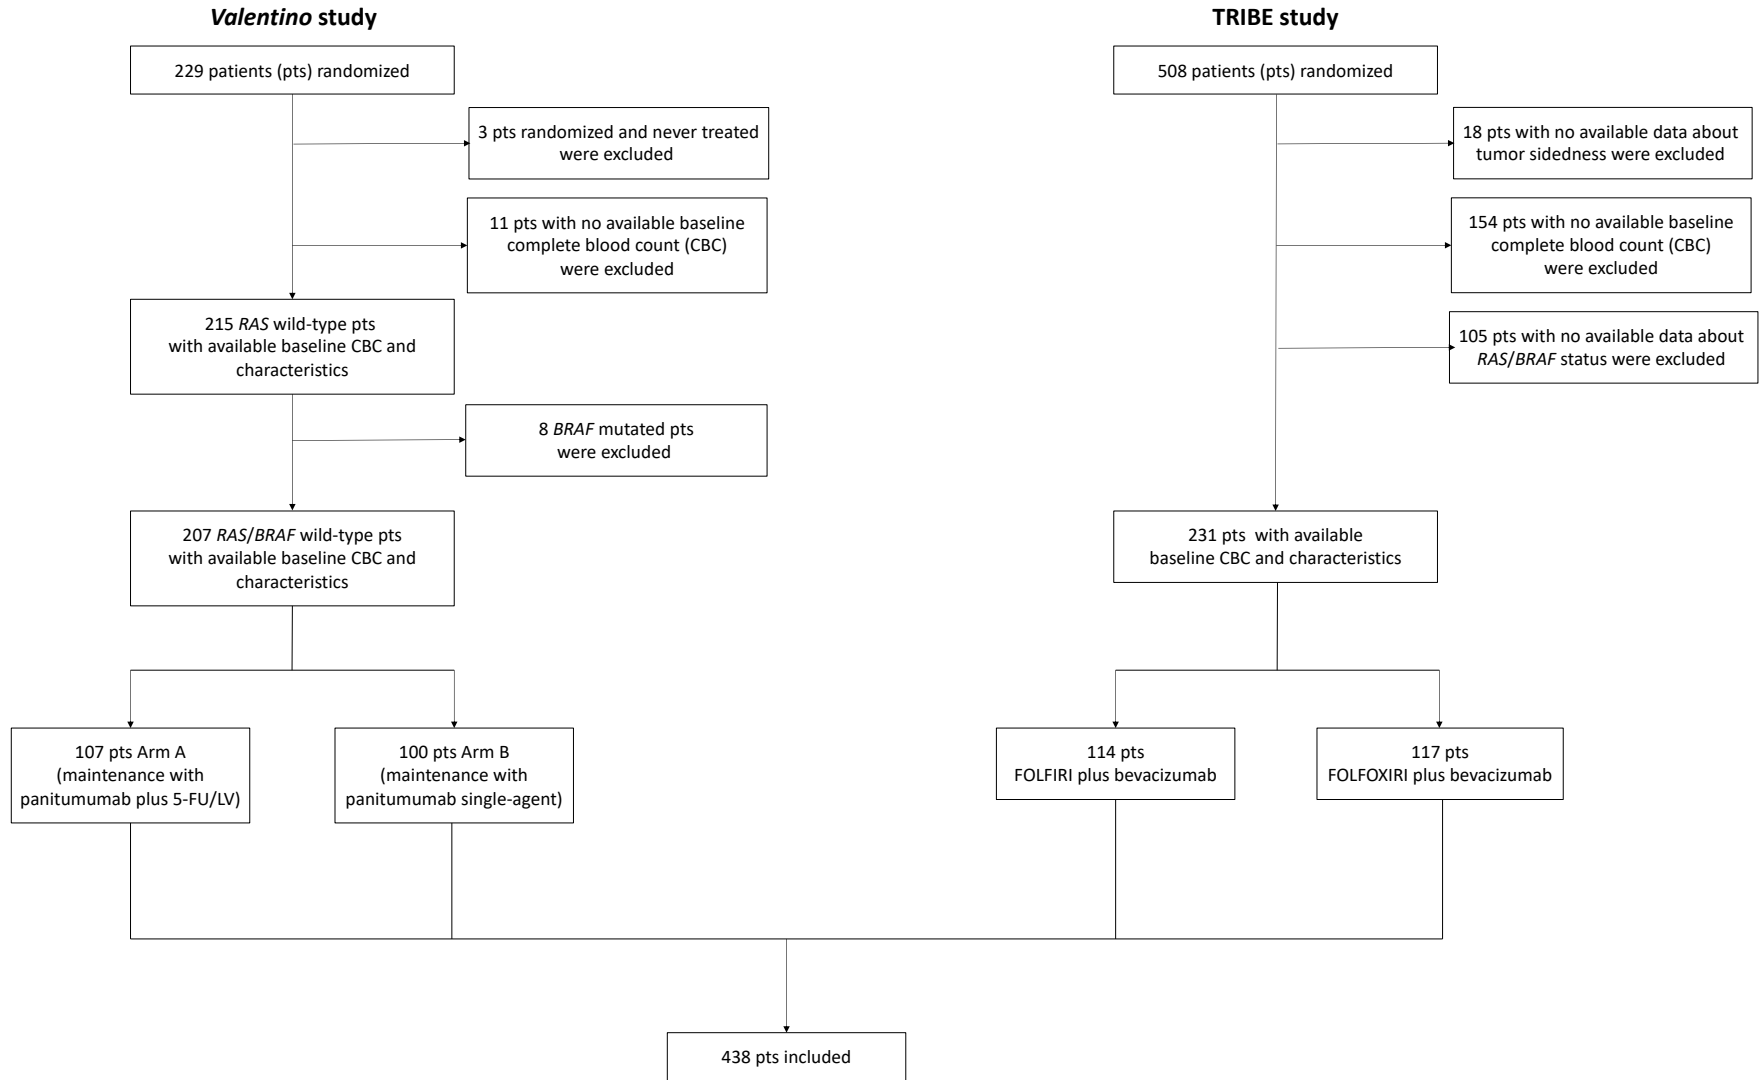 Valentino study
229 patients (pts) randomized
3 pts randomized and never treated
were excluded
11 pts with no available baseline
complete blood count (CBC)
were excluded
215 RAS wild-type pts
with available baseline CBC and
characteristics
8 BRAF mutated pts
were excluded
207 RAS/BRAF wild-type pts
with available baseline CBC and
characteristics
107 pts Arm A
(maintenance with
panitumumab plus 5-FU/LV)
100 pts Arm B
(maintenance with
panitumumab single-agent)
TRIBE study
508 patients (pts) randomized
18 pts with no available data about
tumor sidedness were excluded
154 pts with no available baseline
complete blood count (CBC)
were excluded
105 pts with no available data about
RAS/BRAF status were excluded
231 pts with available
baseline CBC and characteristics
114 pts
FOLFIRI plus bevacizumab
117 pts
FOLFOXIRI plus bevacizumab
438 pts included